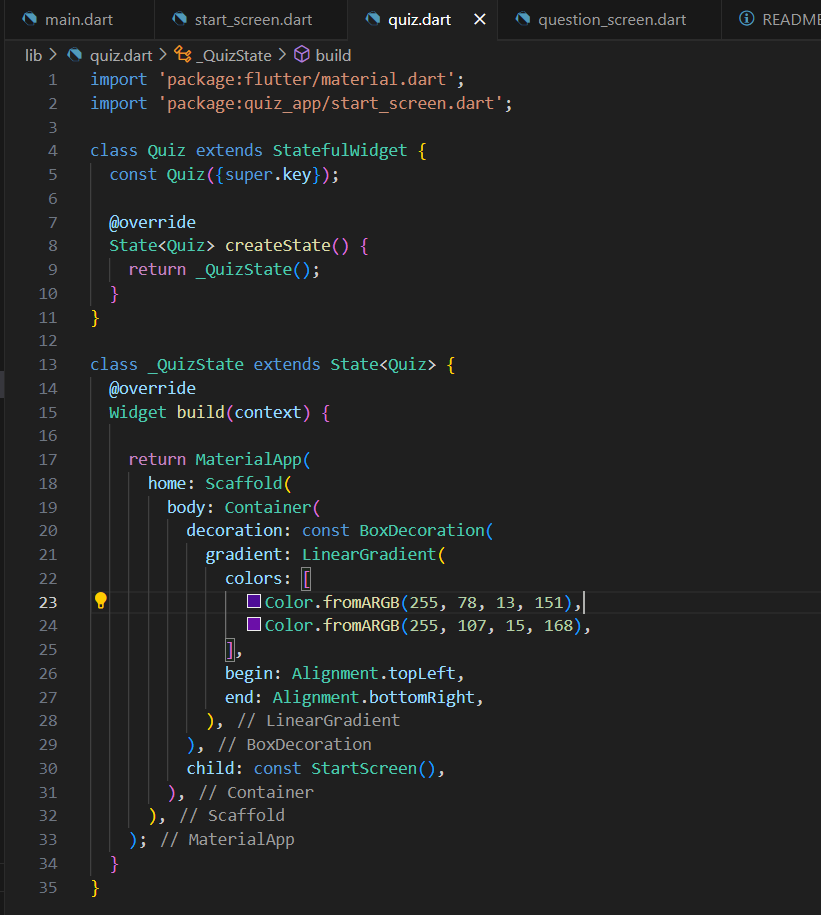 main.dart start_screen.dart quiz.dart × question_screen.dart README
lib > quiz.dart > _QuizState > build
1 import 'package:flutter/material.dart';
2 import 'package:quiz_app/start_screen.dart';
3
4 class Quiz extends StatefulWidget {
5   const Quiz({super.key});
6
7   @override
8   State<Quiz> createState() {
9     return _QuizState();
10   }
11 }
12
13 class _QuizState extends State<Quiz> {
14   @override
15   Widget build(context) {
16
17     return MaterialApp(
18       home: Scaffold(
19         body: Container(
20           decoration: const BoxDecoration(
21             gradient: LinearGradient(
22               colors: [
23                 Color.fromARGB(255, 78, 13, 151),
24                 Color.fromARGB(255, 107, 15, 168),
25               ],
26               begin: Alignment.topLeft,
27               end: Alignment.bottomRight,
28             ), // LinearGradient
29           ), // BoxDecoration
30           child: const StartScreen(),
31         ), // Container
32       ), // Scaffold
33     ); // MaterialApp
34   }
35 }